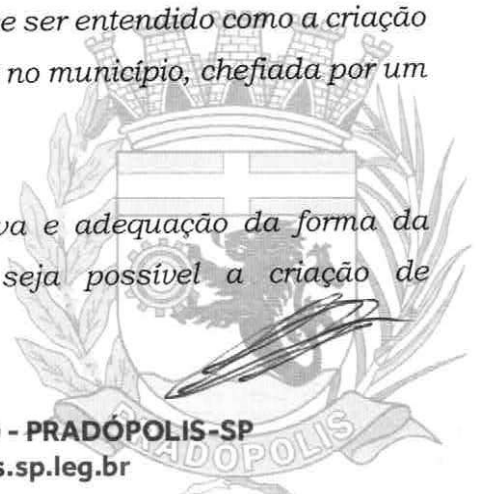 e ser entendido como a criação
no município, chefiada por um
va e adequação da forma da
seja possível a criação de
- PRADÓPOLIS-SP
s.sp.leg.br
PRADÓPOLIS